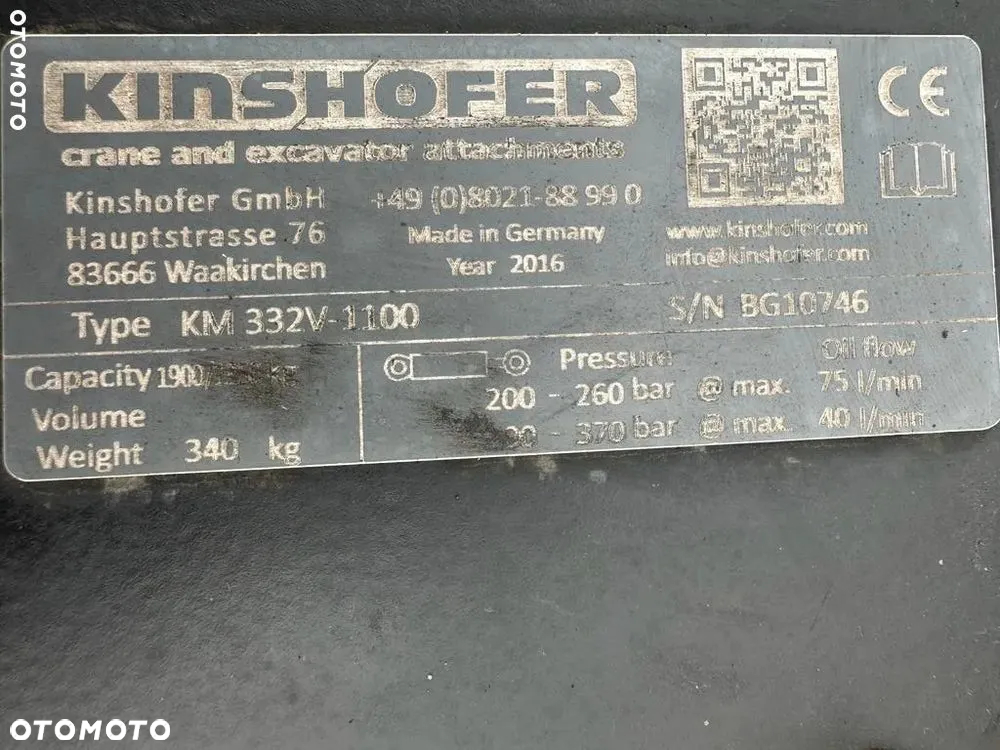 OTOMOTO
KINSHOFER
crane and excavator attachments
Kinshofer GmbH +49 (0)8021-88 99 0
Hauptstrasse 76 Made in Germany www.kinshofer.com
83666 Waakirchen Year 2016 info@kinshofer.com
Type KM 332V-1100 S/N BG10746
Capacity 1900 Pressure Oil flow
Volume 200 - 260 bar @ max. 75 l/min
Weight 340 kg - 370 bar @ max. 40 l/min
OTOMOTO